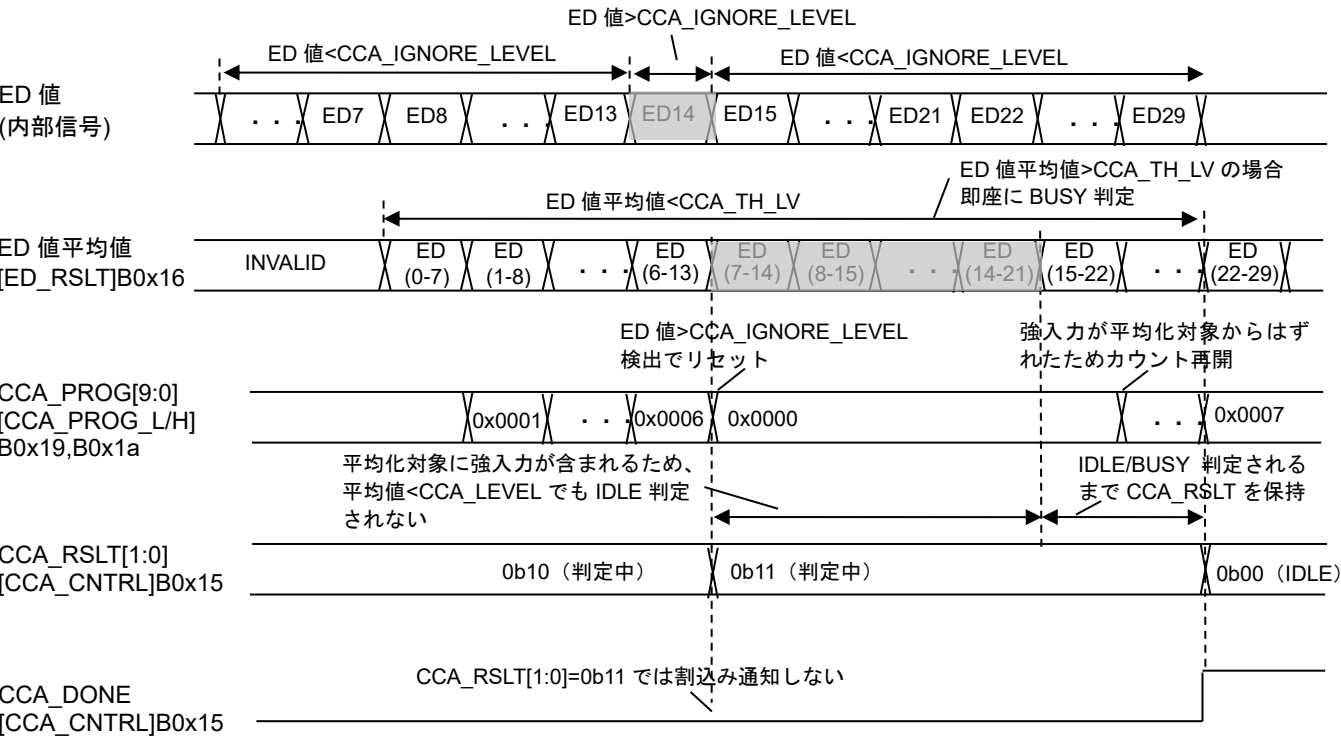 ED 値>CCA_IGNORE_LEVEL
ED 値<CCA_IGNORE_LEVEL
ED 値<CCA_IGNORE_LEVEL
ED 値
(内部信号)
. . .
ED7
ED8
. . .
ED13
ED14
ED15
. . .
ED21
ED22
. . .
ED29
ED 値平均値>CCA_TH_LV の場合
即座に BUSY 判定
ED 値平均値<CCA_TH_LV
ED 値平均値
[ED_RSLT]B0x16
INVALID
ED
(0-7)
ED
(1-8)
. . .
ED
(6-13)
ED
(7-14)
ED
(8-15)
. . .
ED
(14-21)
ED
(15-22)
. . .
ED
(22-29)
ED 値>CCA_IGNORE_LEVEL
検出でリセット
強入力が平均化対象からはず
れたためカウント再開
CCA_PROG[9:0]
[CCA_PROG_L/H]
B0x19,B0x1a
0x0001
. . .
0x0006
0x0000
. . .
0x0007
平均化対象に強入力が含まれるため、
平均値<CCA_LEVEL でも IDLE 判定
されない
IDLE/BUSY 判定される
まで CCA_RSLT を保持
CCA_RSLT[1:0]
[CCA_CNTRL]B0x15
0b10（判定中）
0b11（判定中）
0b00（IDLE）
CCA_RSLT[1:0]=0b11 では割込み通知しない
CCA_DONE
[CCA_CNTRL]B0x15